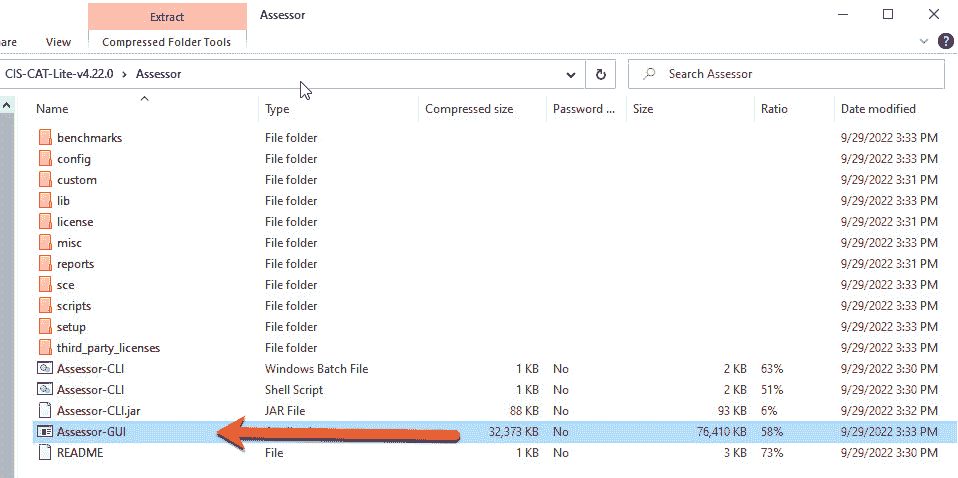 Extract Assessor
are View Compressed Folder Tools
CIS-CAT-Lite-v4.22.0 › Assessor Search Assessor
Name Type Compressed size Password ... Size Ratio Date modified
benchmarks File folder 9/29/2022 3:33 PM
config File folder 9/29/2022 3:33 PM
custom File folder 9/29/2022 3:31 PM
lib File folder 9/29/2022 3:33 PM
license File folder 9/29/2022 3:31 PM
misc File folder 9/29/2022 3:33 PM
reports File folder 9/29/2022 3:31 PM
sce File folder 9/29/2022 3:33 PM
scripts File folder 9/29/2022 3:33 PM
setup File folder 9/29/2022 3:33 PM
third_party_licenses File folder 9/29/2022 3:33 PM
Assessor-CLI Windows Batch File 1 KB No 2 KB 63% 9/29/2022 3:30 PM
Assessor-CLI Shell Script 1 KB No 2 KB 51% 9/29/2022 3:30 PM
Assessor-CLI.jar JAR File 88 KB No 93 KB 6% 9/29/2022 3:32 PM
Assessor-GUI 32,373 KB No 76,410 KB 58% 9/29/2022 3:33 PM
README File 1 KB No 3 KB 73% 9/29/2022 3:30 PM